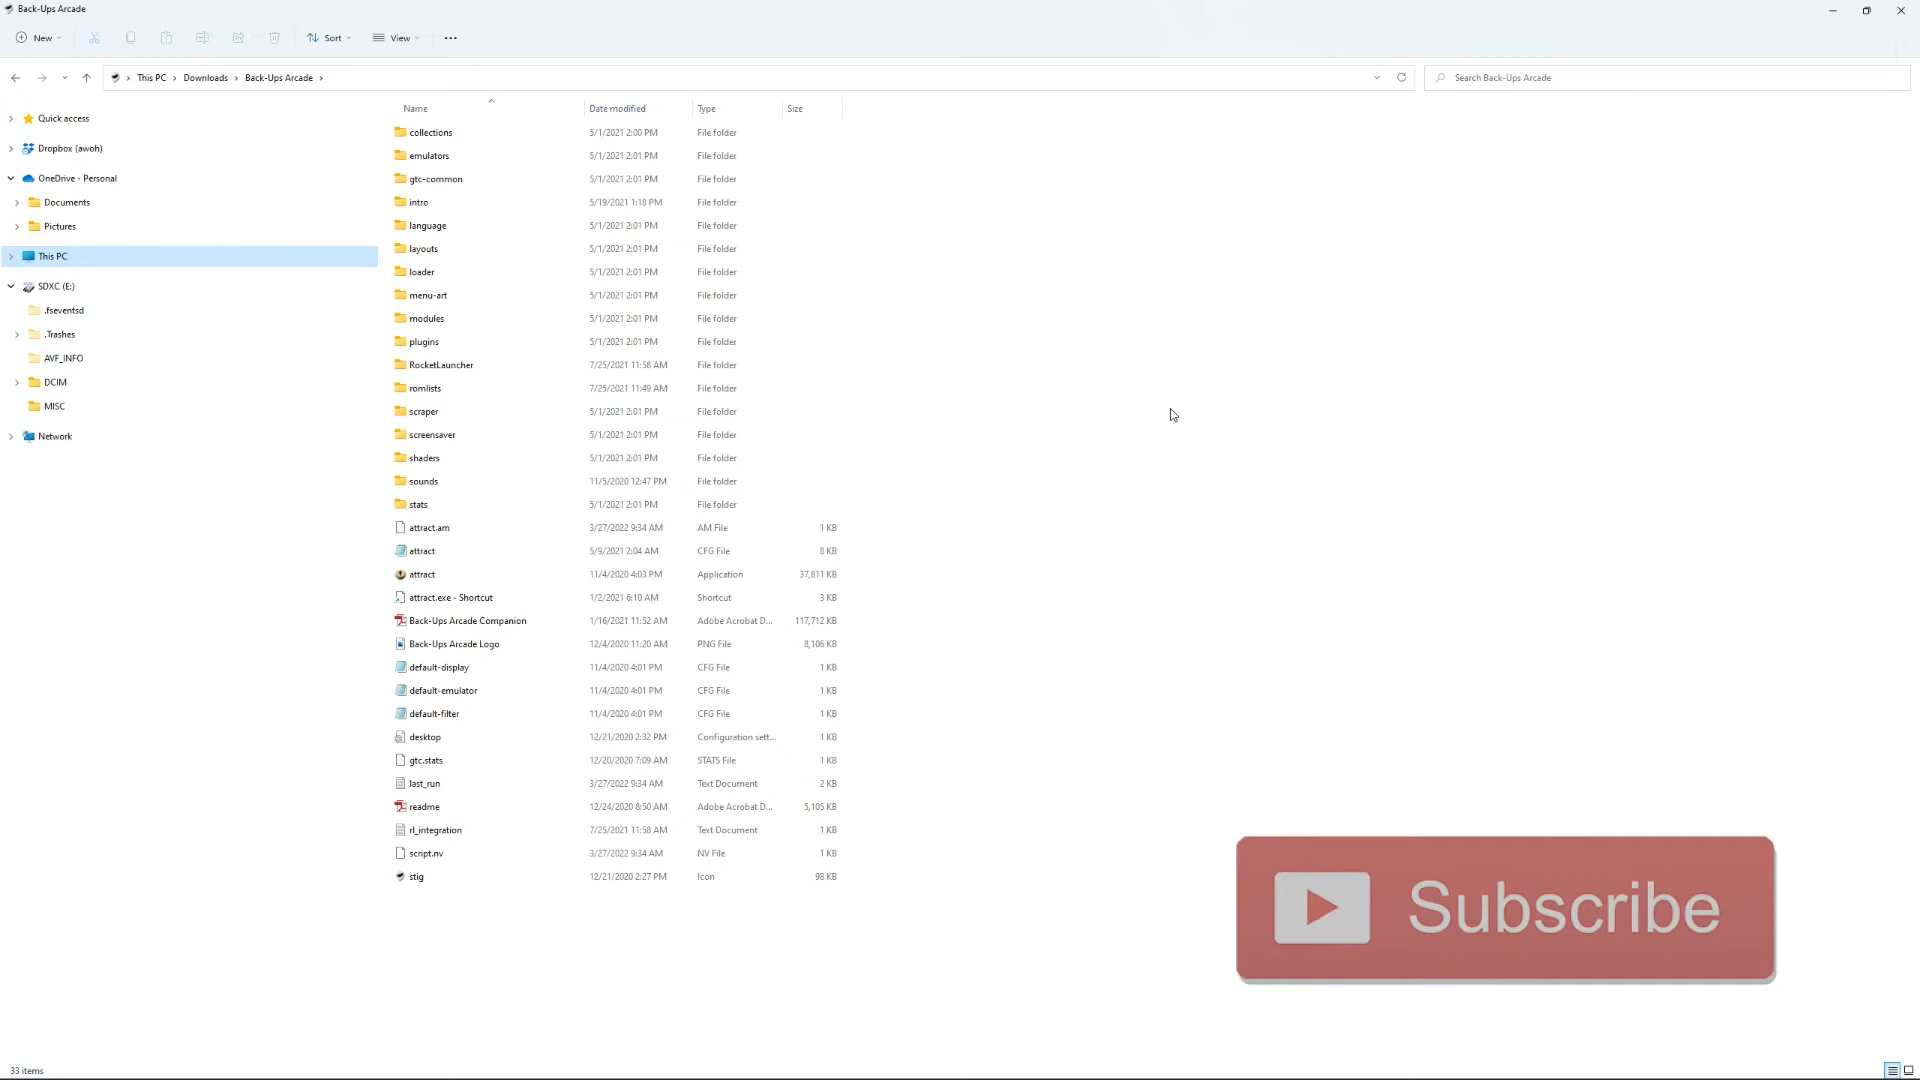 Back-Ups Arcade
New
Sort
View
This PC > Downloads > Back-Ups Arcade >
Search Back-Ups Arcade
Quick access
Dropbox (awoh)
OneDrive - Personal
Documents
Pictures
This PC
SDXC (E:)
.fseventsd
.Trashes
AVF_INFO
DCIM
MISC
Network
Name Date modified Type Size
collections 5/1/2021 2:00 PM File folder
emulators 5/1/2021 2:01 PM File folder
gtc-common 5/1/2021 2:01 PM File folder
intro 5/19/2021 1:18 PM File folder
language 5/1/2021 2:01 PM File folder
layouts 5/1/2021 2:01 PM File folder
loader 5/1/2021 2:01 PM File folder
menu-art 5/1/2021 2:01 PM File folder
modules 5/1/2021 2:01 PM File folder
plugins 5/1/2021 2:01 PM File folder
RocketLauncher 7/25/2021 11:58 AM File folder
romlists 7/25/2021 11:49 AM File folder
scraper 5/1/2021 2:01 PM File folder
screensaver 5/1/2021 2:01 PM File folder
shaders 5/1/2021 2:01 PM File folder
sounds 11/5/2020 12:47 PM File folder
stats 5/1/2021 2:01 PM File folder
attract.am 3/27/2022 9:34 AM AM File 1 KB
attract 5/9/2021 2:04 AM CFG File 8 KB
attract 11/4/2020 4:03 PM Application 37,811 KB
attract.exe - Shortcut 1/2/2021 6:10 AM Shortcut 3 KB
Back-Ups Arcade Companion 1/16/2021 11:52 AM Adobe Acrobat D... 117,712 KB
Back-Ups Arcade Logo 12/4/2020 11:20 AM PNG File 8,106 KB
default-display 11/4/2020 4:01 PM CFG File 1 KB
default-emulator 11/4/2020 4:01 PM CFG File 1 KB
default-filter 11/4/2020 4:01 PM CFG File 1 KB
desktop 12/21/2020 2:32 PM Configuration sett... 1 KB
gtc.stats 12/20/2020 7:09 AM STATS File 1 KB
last_run 3/27/2022 9:34 AM Text Document 2 KB
readme 12/24/2020 8:50 AM Adobe Acrobat D... 5,105 KB
rl_integration 7/25/2021 11:58 AM Text Document 1 KB
script.nv 3/27/2022 9:34 AM NV File 1 KB
stig 12/21/2020 2:27 PM Icon 98 KB
Subscribe
33 items